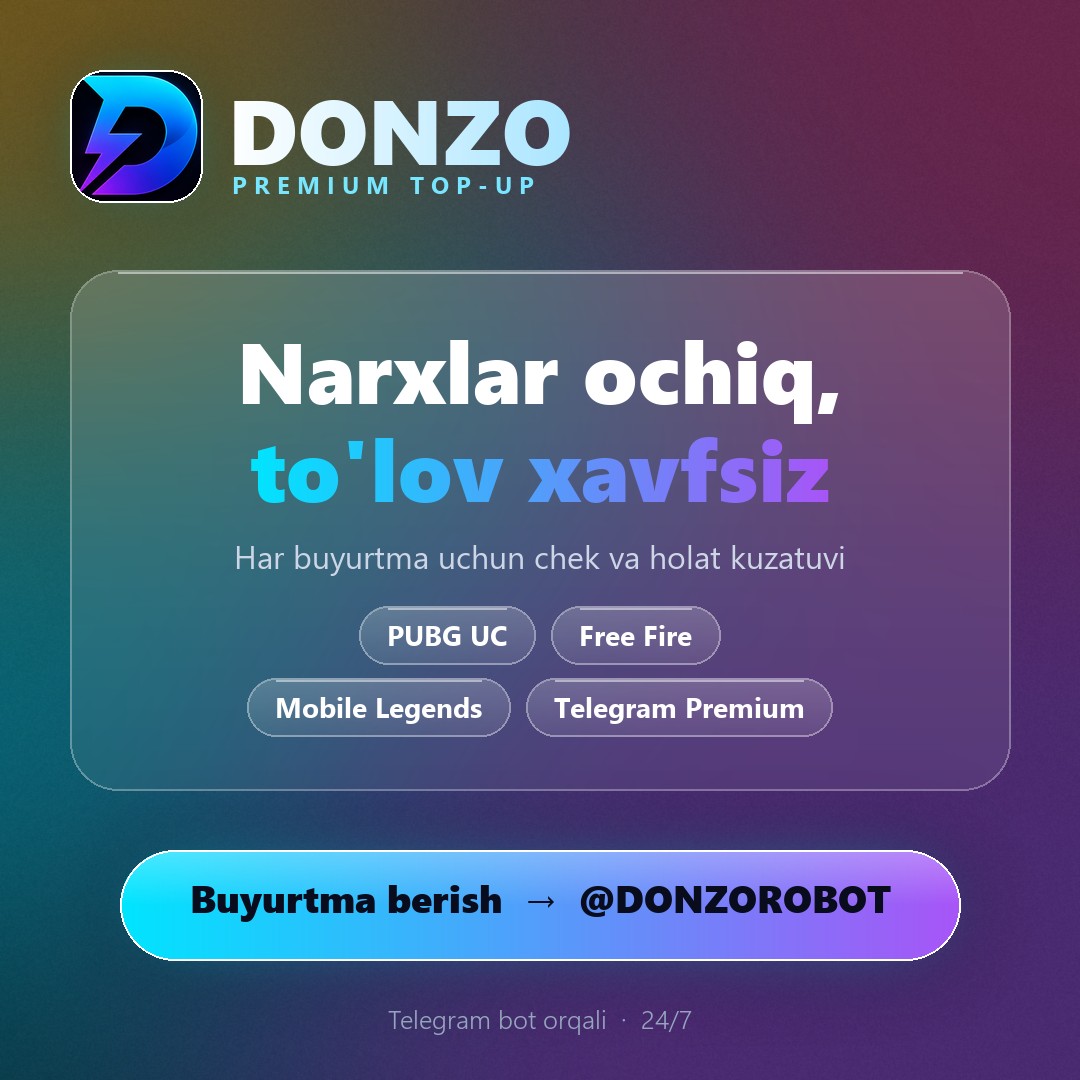 DONZO
PREMIUM TOP-UP
Narxlar ochiq,
to'lov xavfsiz
Har buyurtma uchun chek va holat kuzatuvi
PUBG UC Free Fire
Mobile Legends Telegram Premium
Buyurtma berish → @DONZOROBOT
Telegram bot orqali · 24/7